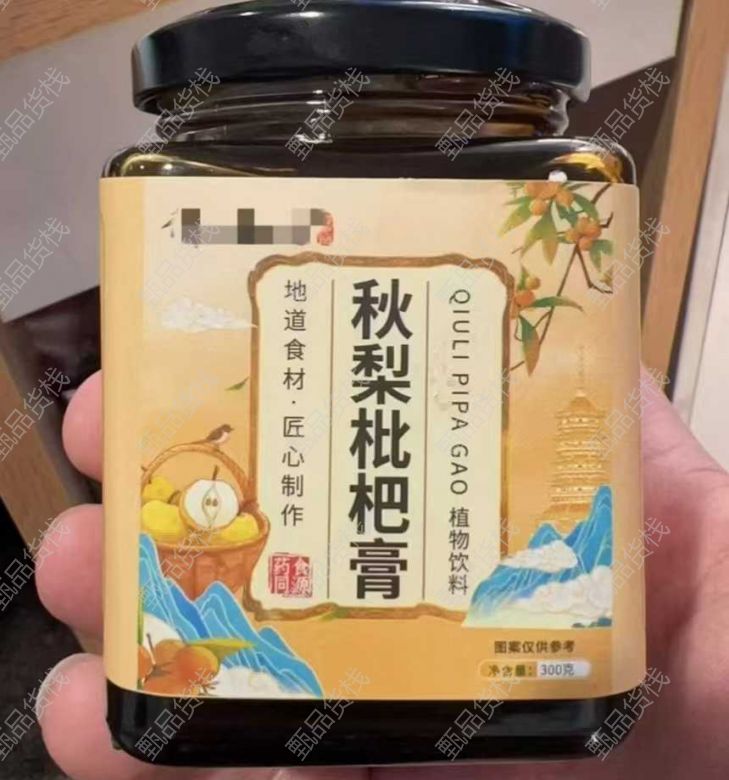 地道食材·匠心制作
秋梨枇杷膏
QIULI PIPA GAO 植物饮料
药食同源
图案仅供参考
净含量：300克
甄品货栈